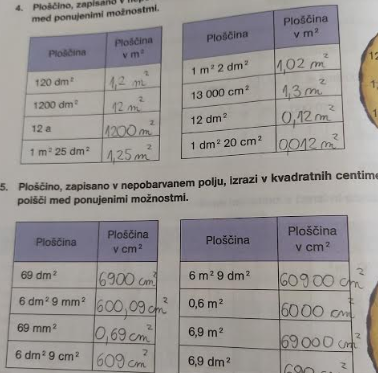 4. Ploščino, zapisano v
med ponujenimi možnostmi.
Ploščina Ploščina v m²
120 dm² 1,2 m²
1200 dm² 12 m²
12 a 1200 m²
1 m² 25 dm² 1,25 m²
Ploščina Ploščina v m²
1 m² 2 dm² 1,02 m²
13 000 cm² 1,3 m²
12 dm² 0,12 m²
1 dm² 20 cm² 0,012 m²
5. Ploščino, zapisano v nepobarvanem polju, izrazi v kvadratnih centime
poišči med ponujenimi možnostmi.
Ploščina Ploščina v cm²
69 dm² 6900 cm²
6 dm² 9 mm² 600,09 cm²
69 mm² 0,69 cm²
6 dm² 9 cm² 609 cm²
Ploščina Ploščina v cm²
6 m² 9 dm² 60900 cm²
0,6 m² 6000 cm²
6,9 m² 69000 cm²
6,9 dm² 690 cm²